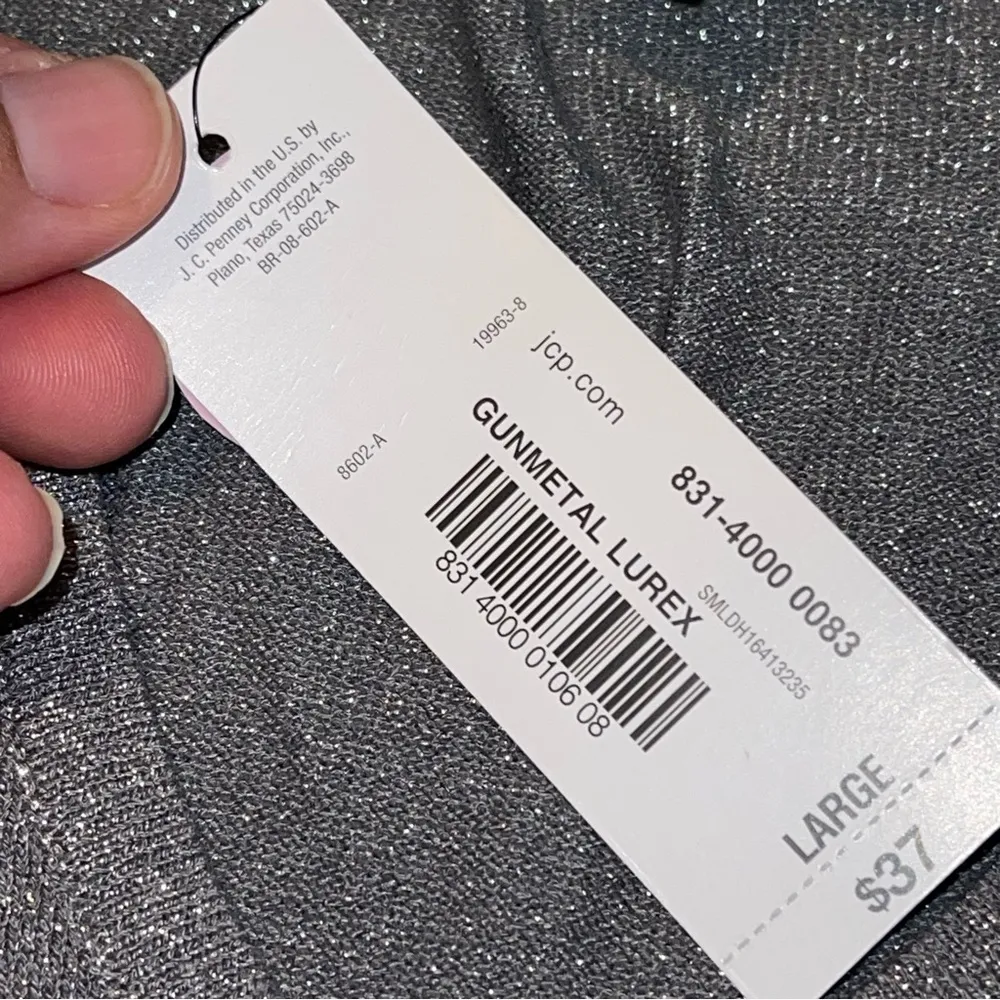 Distributed in the U.S. by
J. C. Penney Corporation, Inc.,
Plano, Texas 75024-3698
BR-08-602-A
19963-8
jcp.com
8602-A
GUNMETAL LUREX
831 4000 0106 08
831-4000 0083
SMLDH16413235
LARGE
$37